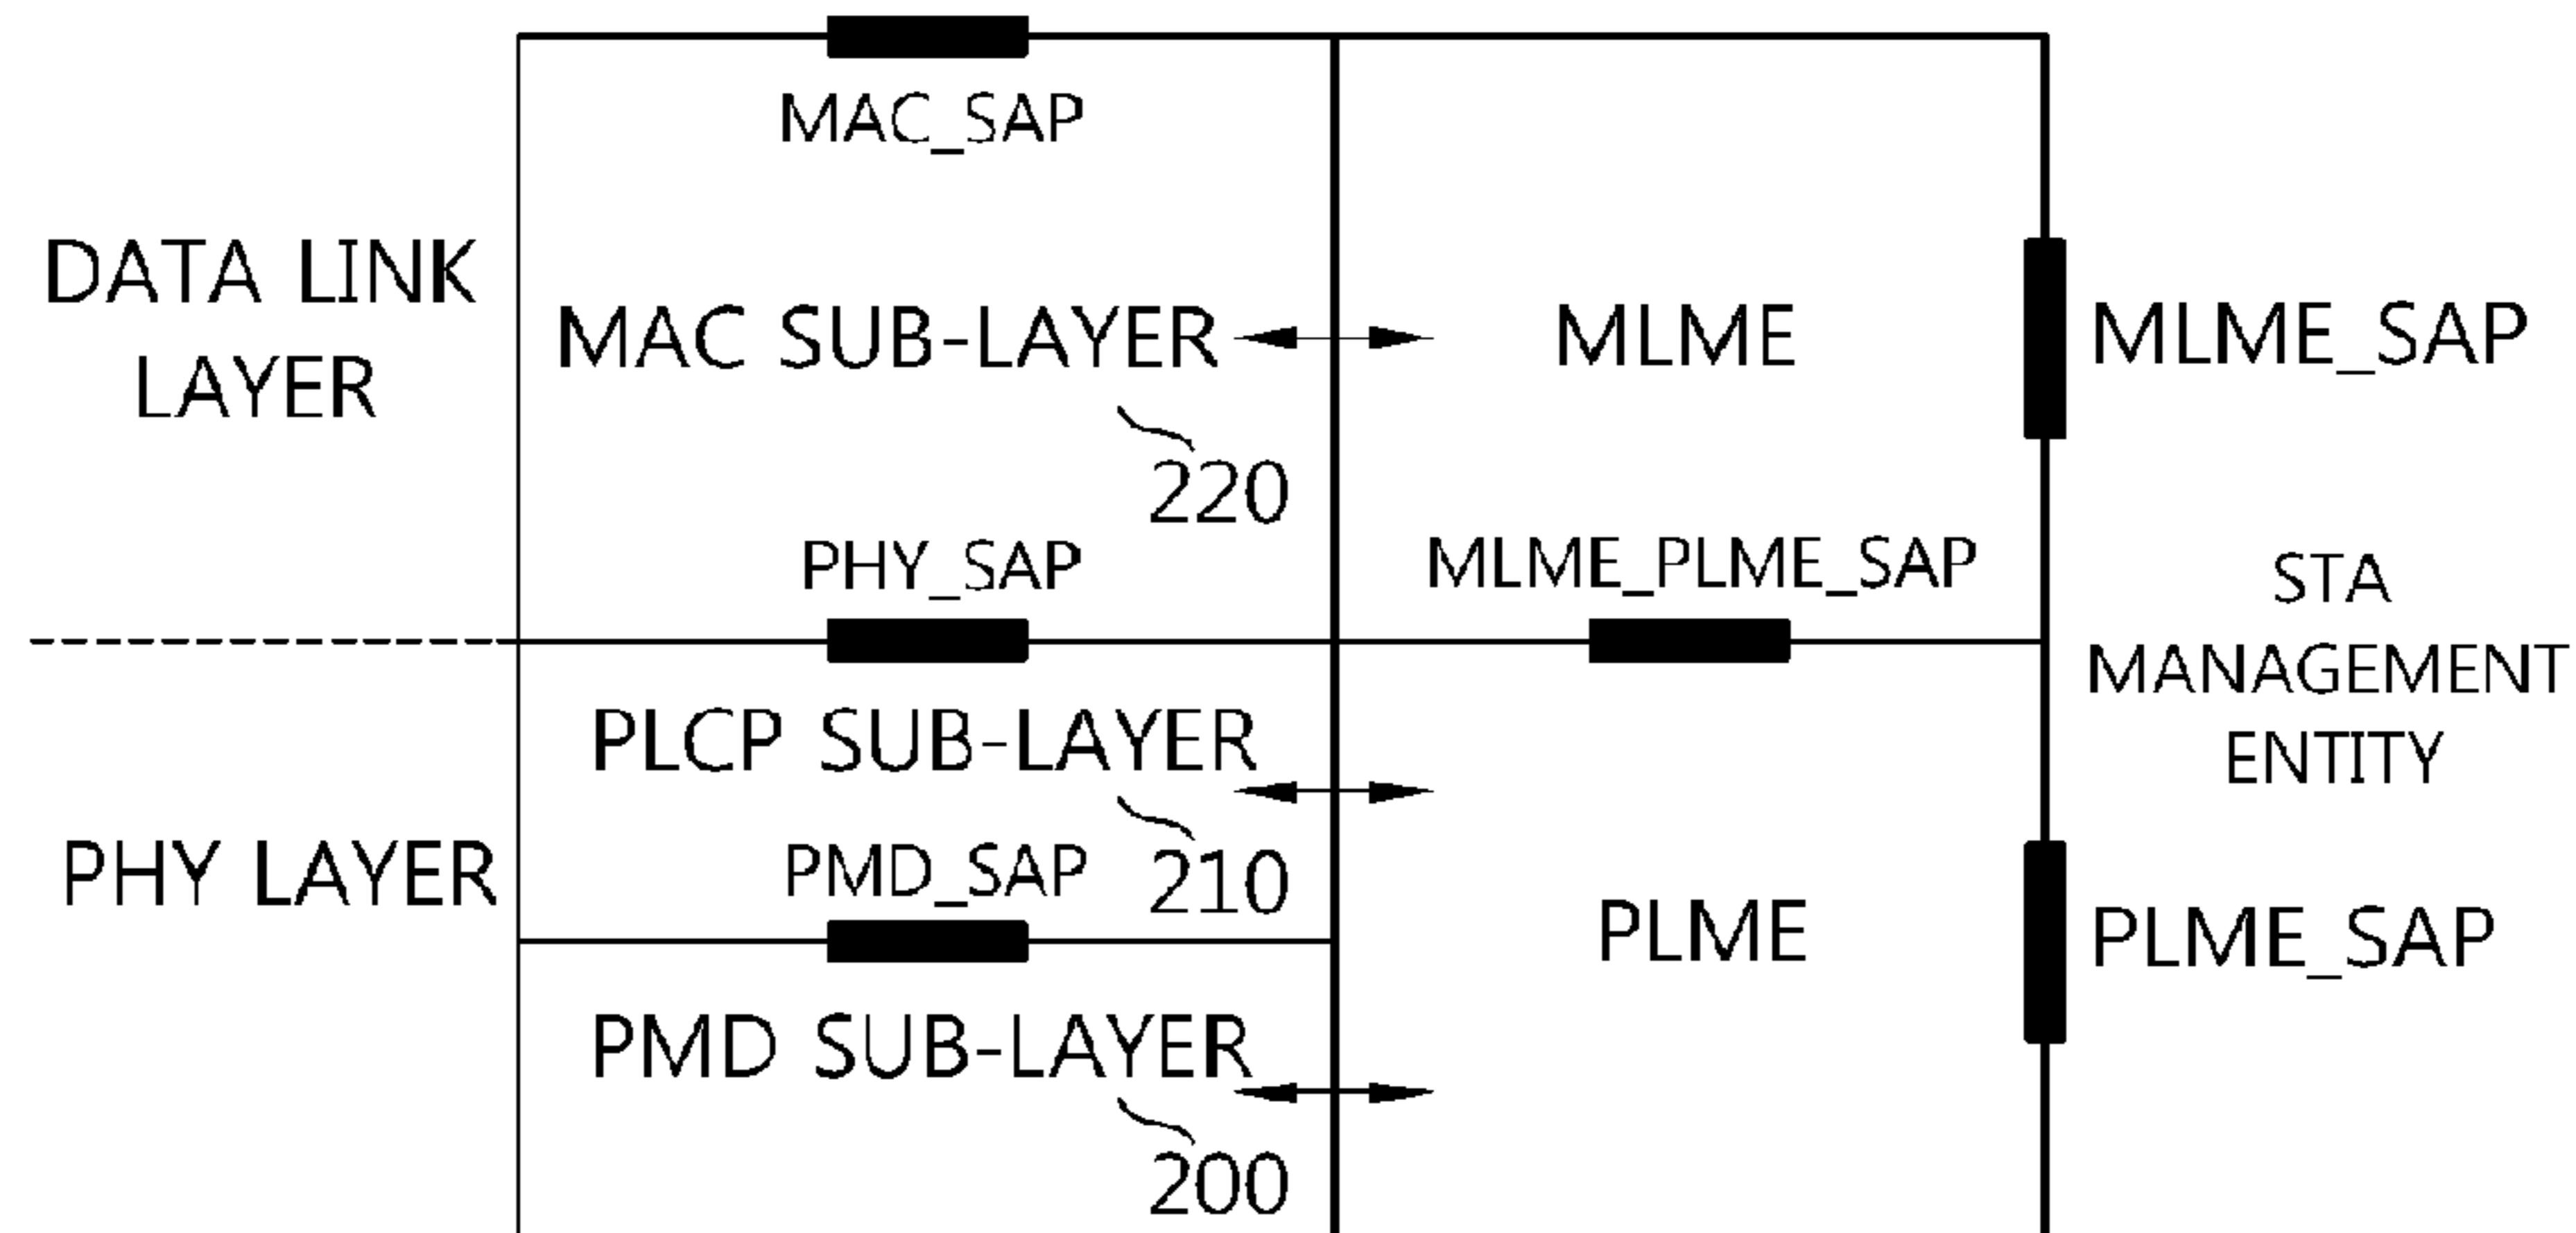 MAC_SAP
DATA LINK
LAYER
MAC SUB-LAYER
220
MLME
MLME_SAP
PHY_SAP
MLME_PLME_SAP
STA
MANAGEMENT
ENTITY
PLCP SUB-LAYER
210
PHY LAYER
PMD_SAP
PLME
PLME_SAP
PMD SUB-LAYER
200